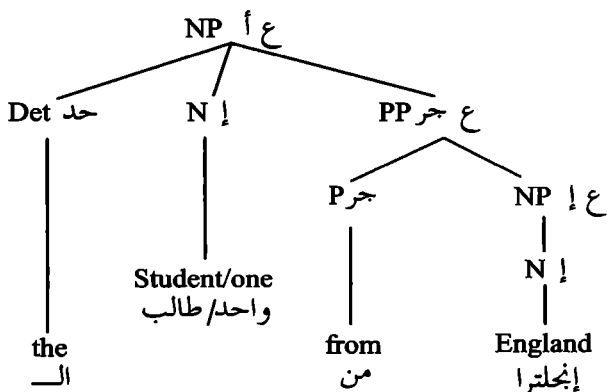 NP ع أ
Det حد
N إ
PP ع جر
P جر
NP ع إ
N إ
Student/one
واحد/طالب
the
الـــ
from
من
England
إنجلترا